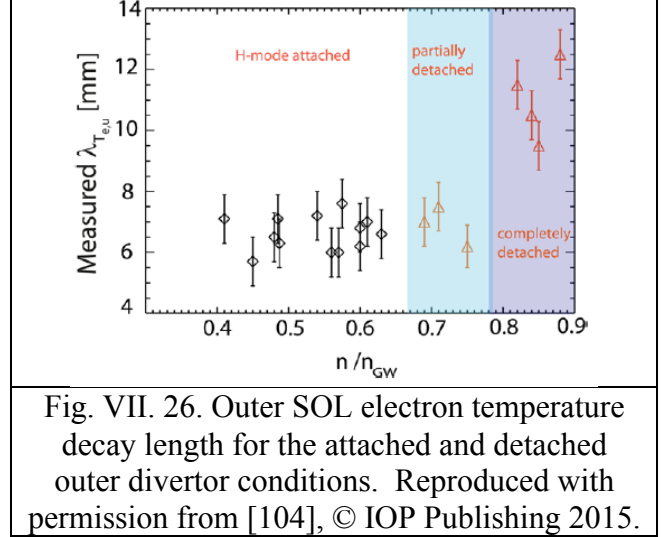 14
12
10
8
6
4
Measured λTe,u [mm]
H-mode attached
partially
detached
completely
detached
0.4 0.5 0.6 0.7 0.8 0.9
n /nGW
Fig. VII. 26. Outer SOL electron temperature
decay length for the attached and detached
outer divertor conditions. Reproduced with
permission from [104], © IOP Publishing 2015.